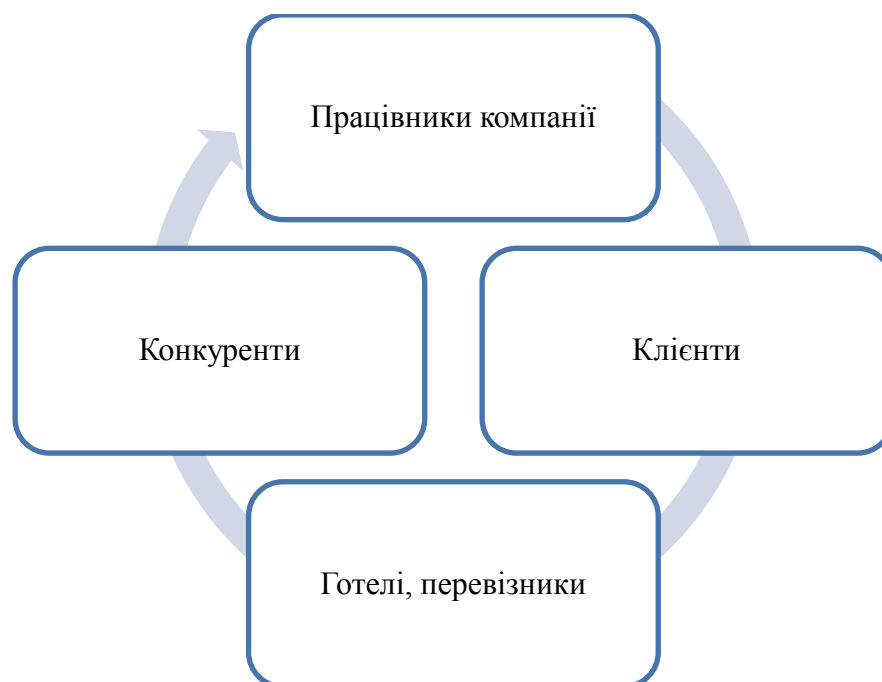 Працівники компанії
Конкуренти
Клієнти
Готелі, перевізники